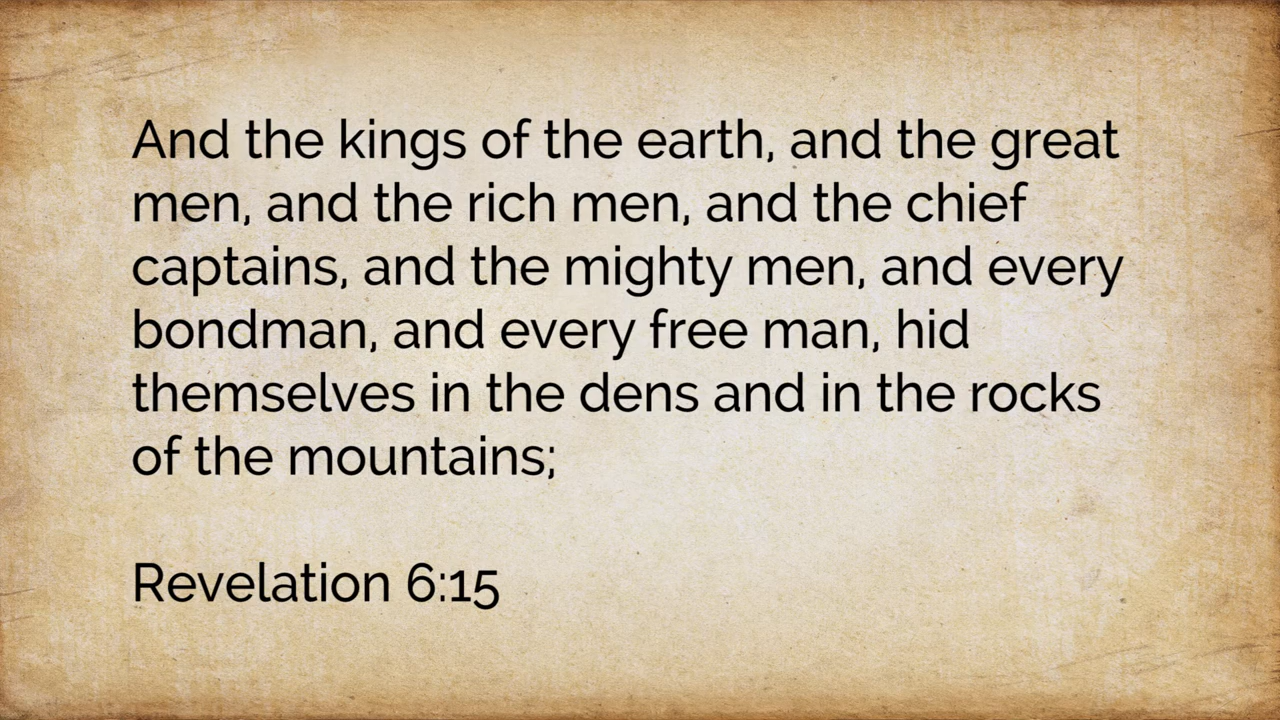 And the kings of the earth, and the great
men, and the rich men, and the chief
captains, and the mighty men, and every
bondman, and every free man, hid
themselves in the dens and in the rocks
of the mountains;
Revelation 6:15